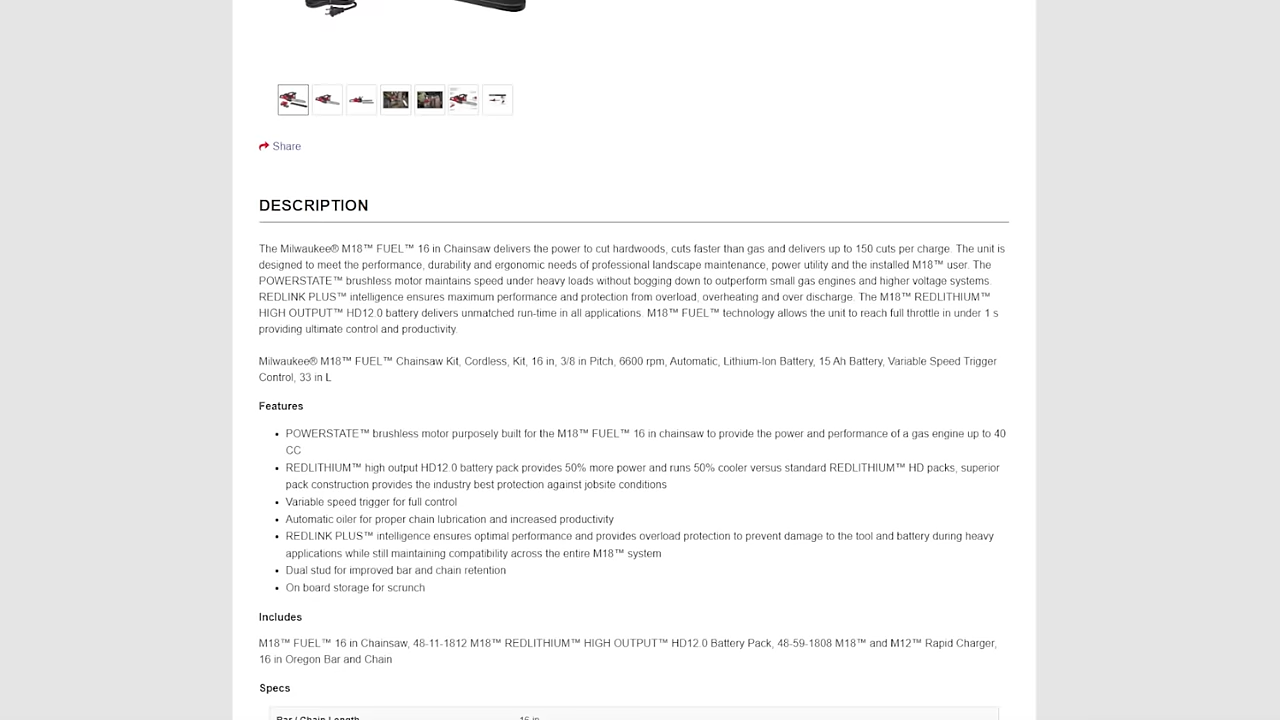 Share
DESCRIPTION
The Milwaukee® M18™ FUEL™ 16 in Chainsaw delivers the power to cut hardwoods, cuts faster than gas and delivers up to 150 cuts per charge. The unit is
designed to meet the performance, durability and ergonomic needs of professional landscape maintenance, power utility and the installed M18™ user. The
POWERSTATE™ brushless motor maintains speed under heavy loads without bogging down to outperform small gas engines and higher voltage systems.
REDLINK PLUS™ intelligence ensures maximum performance and protection from overload, overheating and over discharge. The M18™ REDLITHIUM™
HIGH OUTPUT™ HD12.0 battery delivers unmatched run-time in all applications. M18™ FUEL™ technology allows the unit to reach full throttle in under 1 s
providing ultimate control and productivity.
Milwaukee® M18™ FUEL™ Chainsaw Kit, Cordless, Kit, 16 in, 3/8 in Pitch, 6600 rpm, Automatic, Lithium-Ion Battery, 15 Ah Battery, Variable Speed Trigger
Control, 33 in L
Features
• POWERSTATE™ brushless motor purposely built for the M18™ FUEL™ 16 in chainsaw to provide the power and performance of a gas engine up to 40
CC
• REDLITHIUM™ high output HD12.0 battery pack provides 50% more power and runs 50% cooler versus standard REDLITHIUM™ HD packs, superior
pack construction provides the industry best protection against jobsite conditions
• Variable speed trigger for full control
• Automatic oiler for proper chain lubrication and increased productivity
• REDLINK PLUS™ intelligence ensures optimal performance and provides overload protection to prevent damage to the tool and battery during heavy
applications while still maintaining compatibility across the entire M18™ system
• Dual stud for improved bar and chain retention
• On board storage for scrunch
Includes
M18™ FUEL™ 16 in Chainsaw, 48-11-1812 M18™ REDLITHIUM™ HIGH OUTPUT™ HD12.0 Battery Pack, 48-59-1808 M18™ and M12™ Rapid Charger,
16 in Oregon Bar and Chain
Specs
Bar / Chain Length 16 in